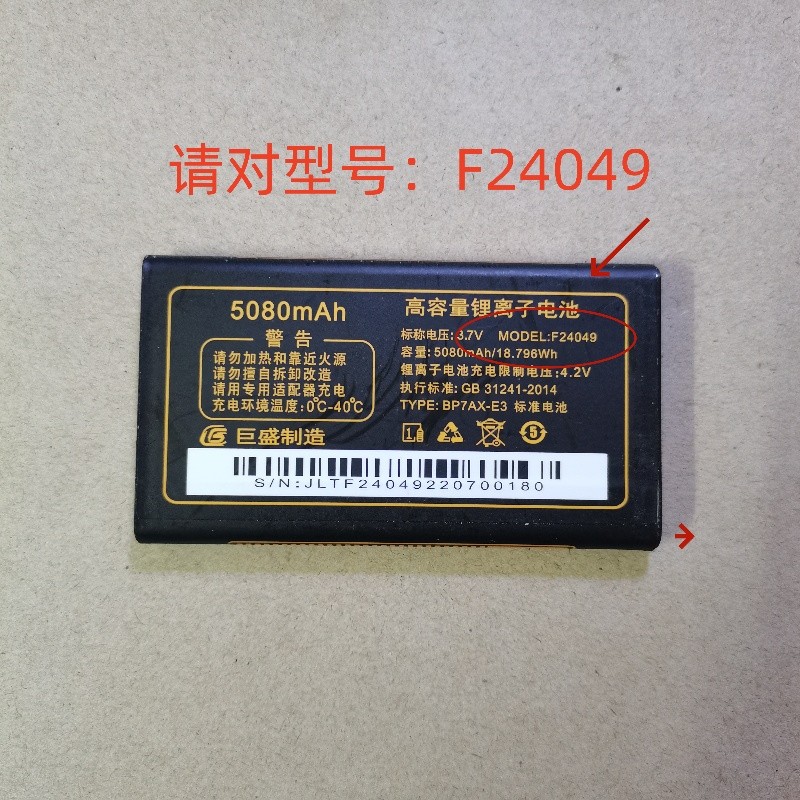 请对型号：F24049
5080mAh
警 告
请勿加热和靠近火源
请勿擅自拆卸改造
请用专用适配器充电
充电环境温度:0℃-40℃
巨盛制造
高容量锂离子电池
标称电压:3.7V MODEL:F24049
容量:5080mAh/18.796Wh
锂离子电池充电限制电压:4.2V
执行标准:GB 31241-2014
TYPE: BP7AX-E3 标准电池
S/N:JLTF24049220700180